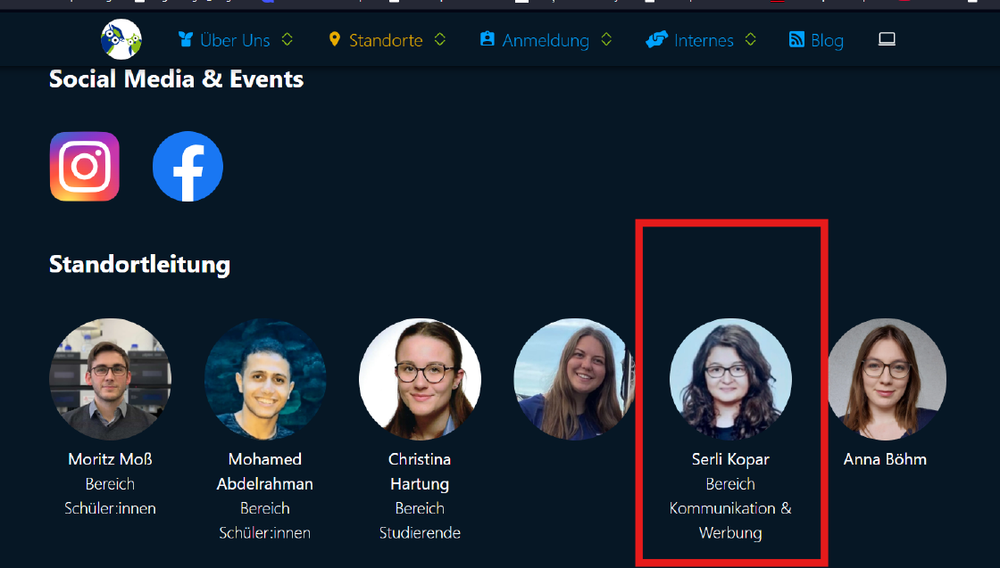 Über Uns Standorte Anmeldung Internes Blog
Social Media & Events
Standortleitung
Moritz Moß
Bereich
Schüler:innen
Mohamed
Abdelrahman
Bereich
Schüler:innen
Christina
Hartung
Bereich
Studierende
Serli Kopar
Bereich
Kommunikation &
Werbung
Anna Böhm